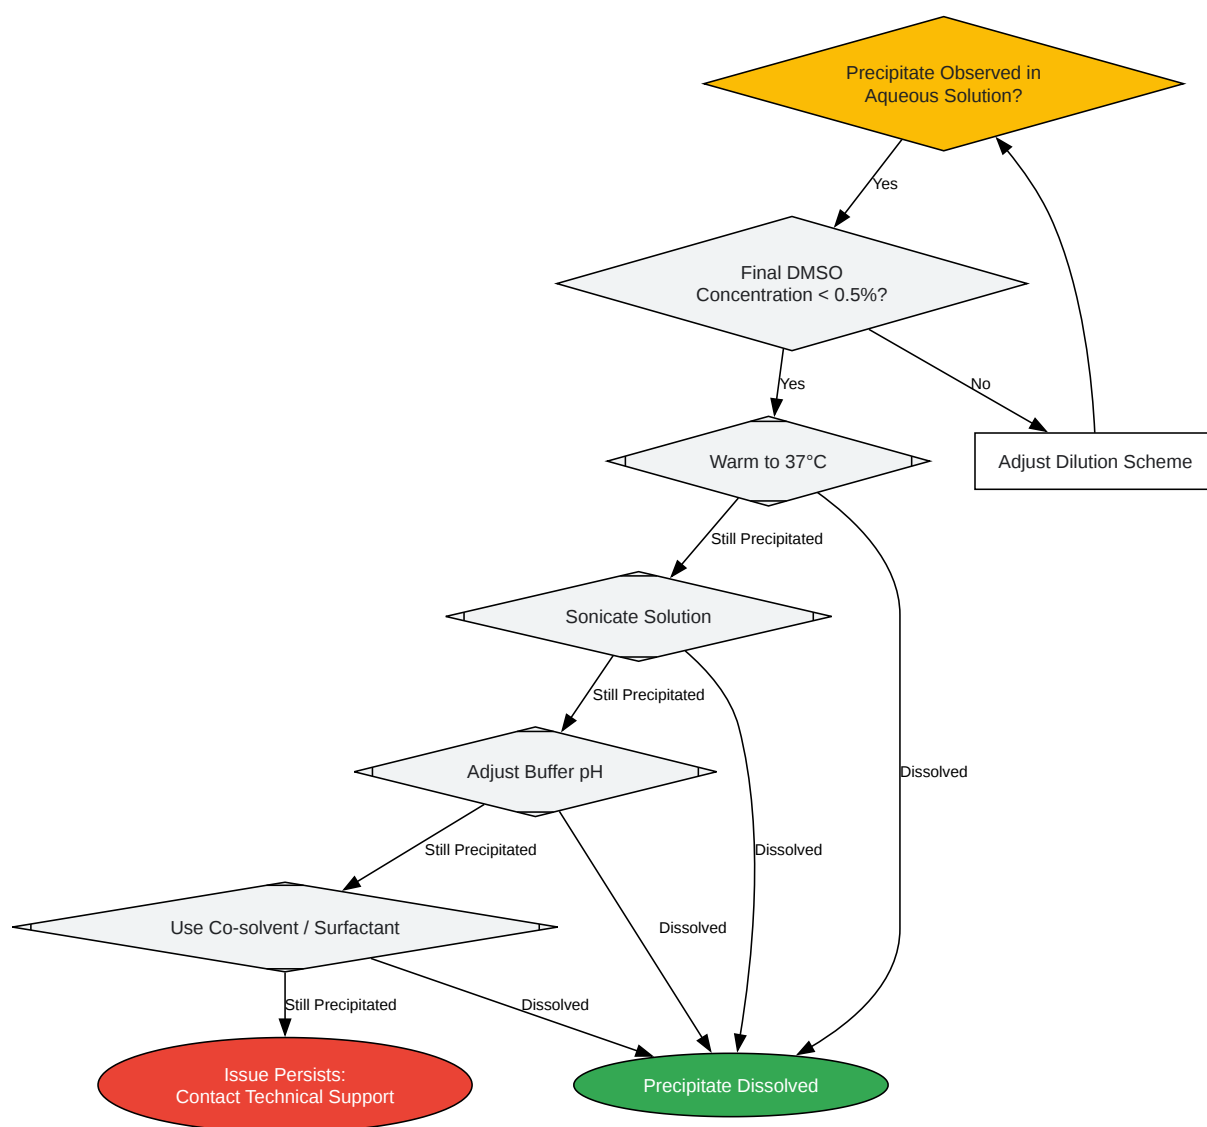 Precipitate Observed in
Aqueous Solution?
Yes
Final DMSO
Concentration < 0.5%?
Yes
No
Warm to 37°C
Adjust Dilution Scheme
Still Precipitated
Sonicate Solution
Still Precipitated
Adjust Buffer pH
Dissolved
Still Precipitated
Dissolved
Use Co-solvent / Surfactant
Dissolved
Still Precipitated
Dissolved
Issue Persists:
Contact Technical Support
Precipitate Dissolved